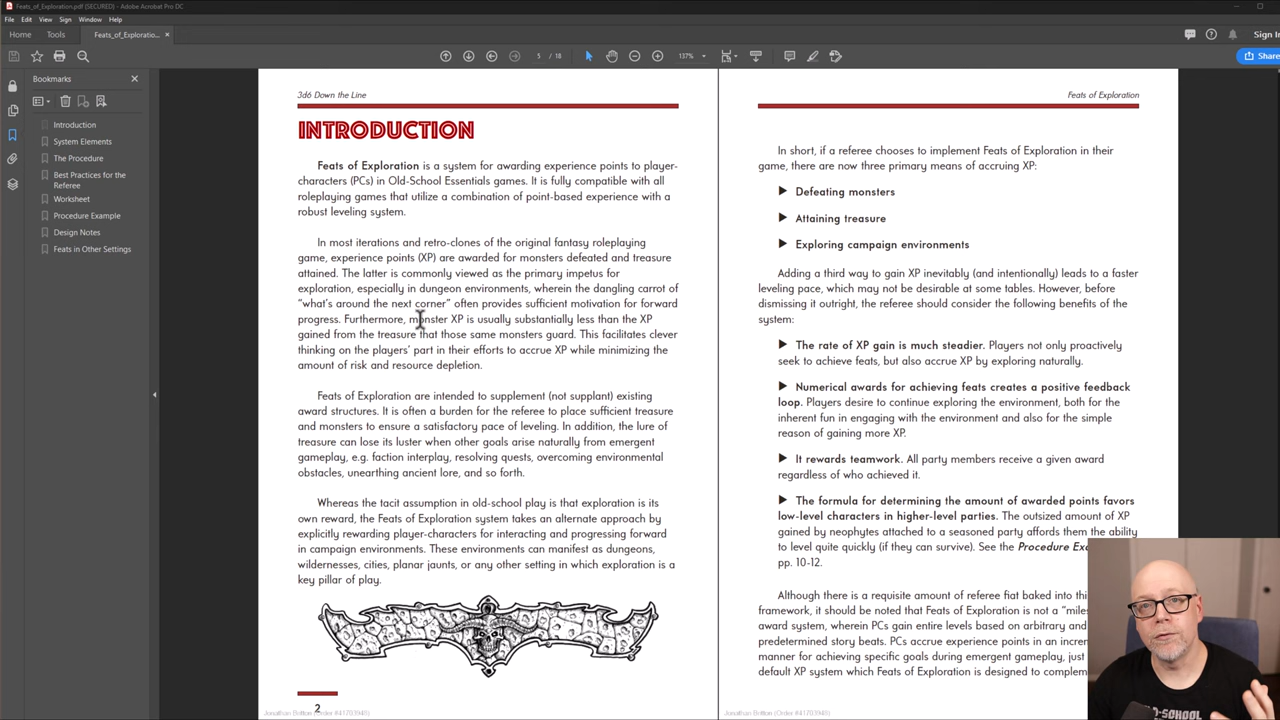 Feats_of_Exploration.pdf (SECURED) - Adobe Acrobat Pro DC
File Edit View Sign Window Help
Home Tools Feats_of_Exploratio... × Sign In
5 / 18 137% Share
Bookmarks
Introduction
System Elements
The Procedure
Best Practices for the
Referee
Worksheet
Procedure Example
Design Notes
Feats in Other Settings
3d6 Down the Line
INTRODUCTION
Feats of Exploration is a system for awarding experience points to player-
characters (PCs) in Old-School Essentials games. It is fully compatible with all
roleplaying games that utilize a combination of point-based experience with a
robust leveling system.
In most iterations and retro-clones of the original fantasy roleplaying
game, experience points (XP) are awarded for monsters defeated and treasure
attained. The latter is commonly viewed as the primary impetus for
exploration, especially in dungeon environments, wherein the dangling carrot of
“what’s around the next corner” often provides sufficient motivation for forward
progress. Furthermore, monster XP is usually substantially less than the XP
gained from the treasure that those same monsters guard. This facilitates clever
thinking on the players’ part in their efforts to accrue XP while minimizing the
amount of risk and resource depletion.
Feats of Exploration are intended to supplement (not supplant) existing
award structures. It is often a burden for the referee to place sufficient treasure
and monsters to ensure a satisfactory pace of leveling. In addition, the lure of
treasure can lose its luster when other goals arise naturally from emergent
gameplay, e.g. faction interplay, resolving quests, overcoming environmental
obstacles, unearthing ancient lore, and so forth.
Whereas the tacit assumption in old-school play is that exploration is its
own reward, the Feats of Exploration system takes an alternate approach by
explicitly rewarding player-characters for interacting and progressing forward
in campaign environments. These environments can manifest as dungeons,
wildernesses, cities, planar jaunts, or any other setting in which exploration is a
key pillar of play.
2
Jonathan Britton (Order #41703948)
Feats of Exploration
In short, if a referee chooses to implement Feats of Exploration in their
game, there are now three primary means of accruing XP:
Defeating monsters
Attaining treasure
Exploring campaign environments
Adding a third way to gain XP inevitably (and intentionally) leads to a faster
leveling pace, which may not be desirable at some tables. However, before
dismissing it outright, the referee should consider the following benefits of the
system:
The rate of XP gain is much steadier. Players not only proactively
seek to achieve feats, but also accrue XP by exploring naturally.
Numerical awards for achieving feats creates a positive feedback
loop. Players desire to continue exploring the environment, both for the
inherent fun in engaging with the environment and also for the simple
reason of gaining more XP.
It rewards teamwork. All party members receive a given award
regardless of who achieved it.
The formula for determining the amount of awarded points favors
low-level characters in higher-level parties. The outsized amount of XP
gained by neophytes attached to a seasoned party affords them the ability
to level quite quickly (if they can survive). See the Procedure Exa
pp. 10-12.
Although there is a requisite amount of referee fiat baked into thi
framework, it should be noted that Feats of Exploration is not a “miles
award system, wherein PCs gain entire levels based on arbitrary and
predetermined story beats. PCs accrue experience points in an increm
manner for achieving specific goals during emergent gameplay, just
default XP system which Feats of Exploration is designed to complem
Jonathan Britton (Order #41703948)